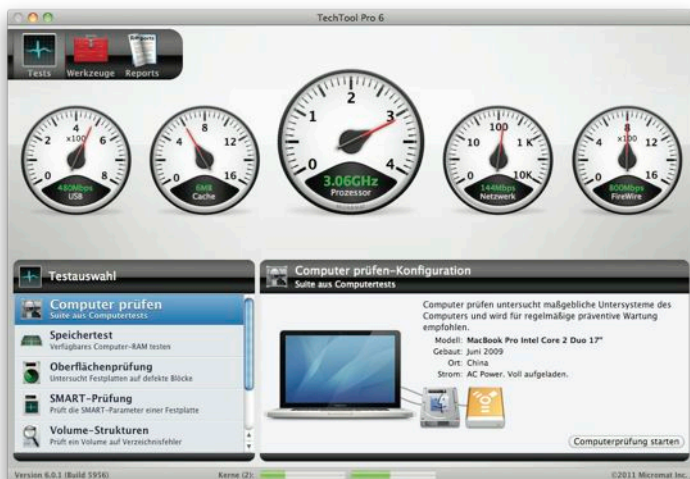 TechTool Pro 6
Tests Werkzeuge Reports
2 4 6
x100
0 8
480Mbps
USB
4 8 12
0 16
6MB
Cache
1 2 3
0 4
3.06GHz
Prozessor
10 100 1 K
0 10K
144Mbps
Netzwerk
4 8 12
x100
0 16
800Mbps
FireWire
Testauswahl
Computer prüfen
Suite aus Computertests
Speichertest
Verfügbares Computer-RAM testen
Oberflächenprüfung
Untersucht Festplatten auf defekte Blöcke
SMART-Prüfung
Prüft die SMART-Parameter einer Festplatte
Volume-Strukturen
Prüft ein Volume auf Verzeichnisfehler
Computer prüfen-Konfiguration
Suite aus Computertests
Computer prüfen untersucht maßgebliche Untersysteme des
Computers und wird für regelmäßige präventive Wartung
empfohlen.
Modell: MacBook Pro Intel Core 2 Duo 17"
Gebaut: Juni 2009
Ort: China
Strom: AC Power. Voll aufgeladen.
Computerprüfung starten
Version 6.0.1 (Build 5956)
Kerne (2):
©2011 Micromat Inc.